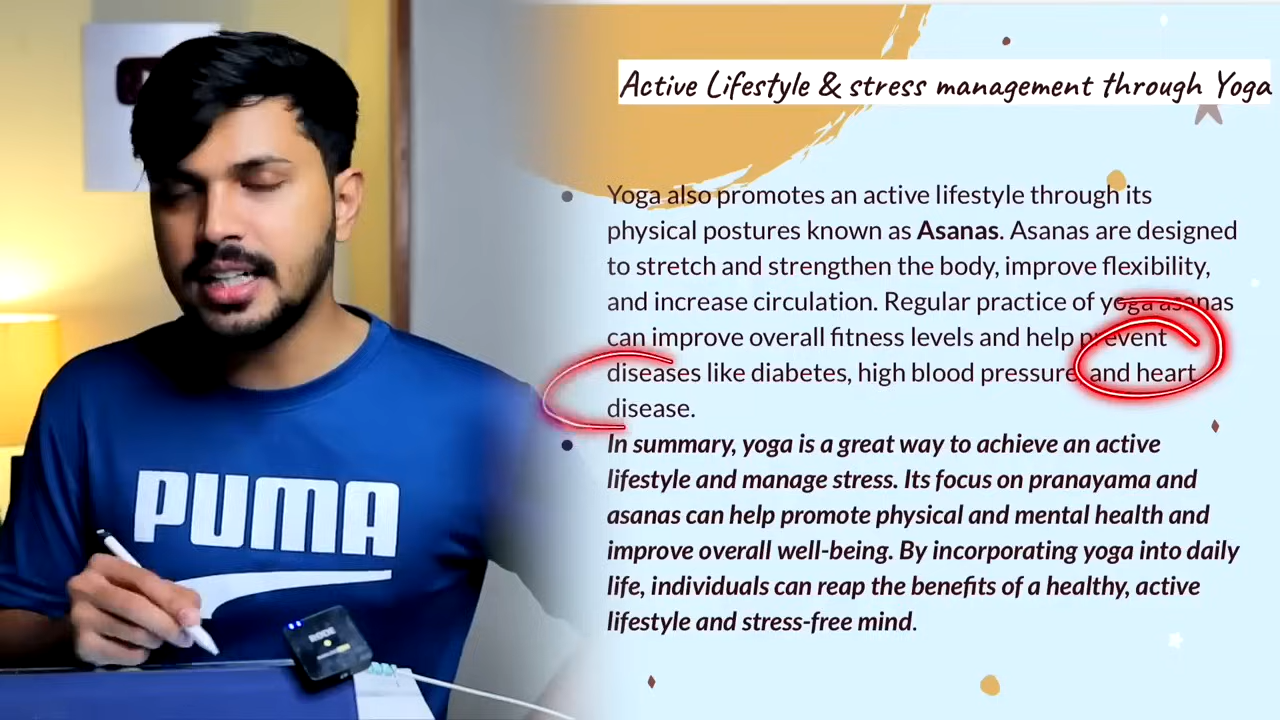 Active Lifestyle & stress management through Yoga
Yoga also promotes an active lifestyle through its
physical postures known as Asanas. Asanas are designed
to stretch and strengthen the body, improve flexibility,
and increase circulation. Regular practice of yoga asanas
can improve overall fitness levels and help prevent
diseases like diabetes, high blood pressure, and heart
disease.
In summary, yoga is a great way to achieve an active
lifestyle and manage stress. Its focus on pranayama and
asanas can help promote physical and mental health and
improve overall well-being. By incorporating yoga into daily
life, individuals can reap the benefits of a healthy, active
lifestyle and stress-free mind.
PUMA
RODE